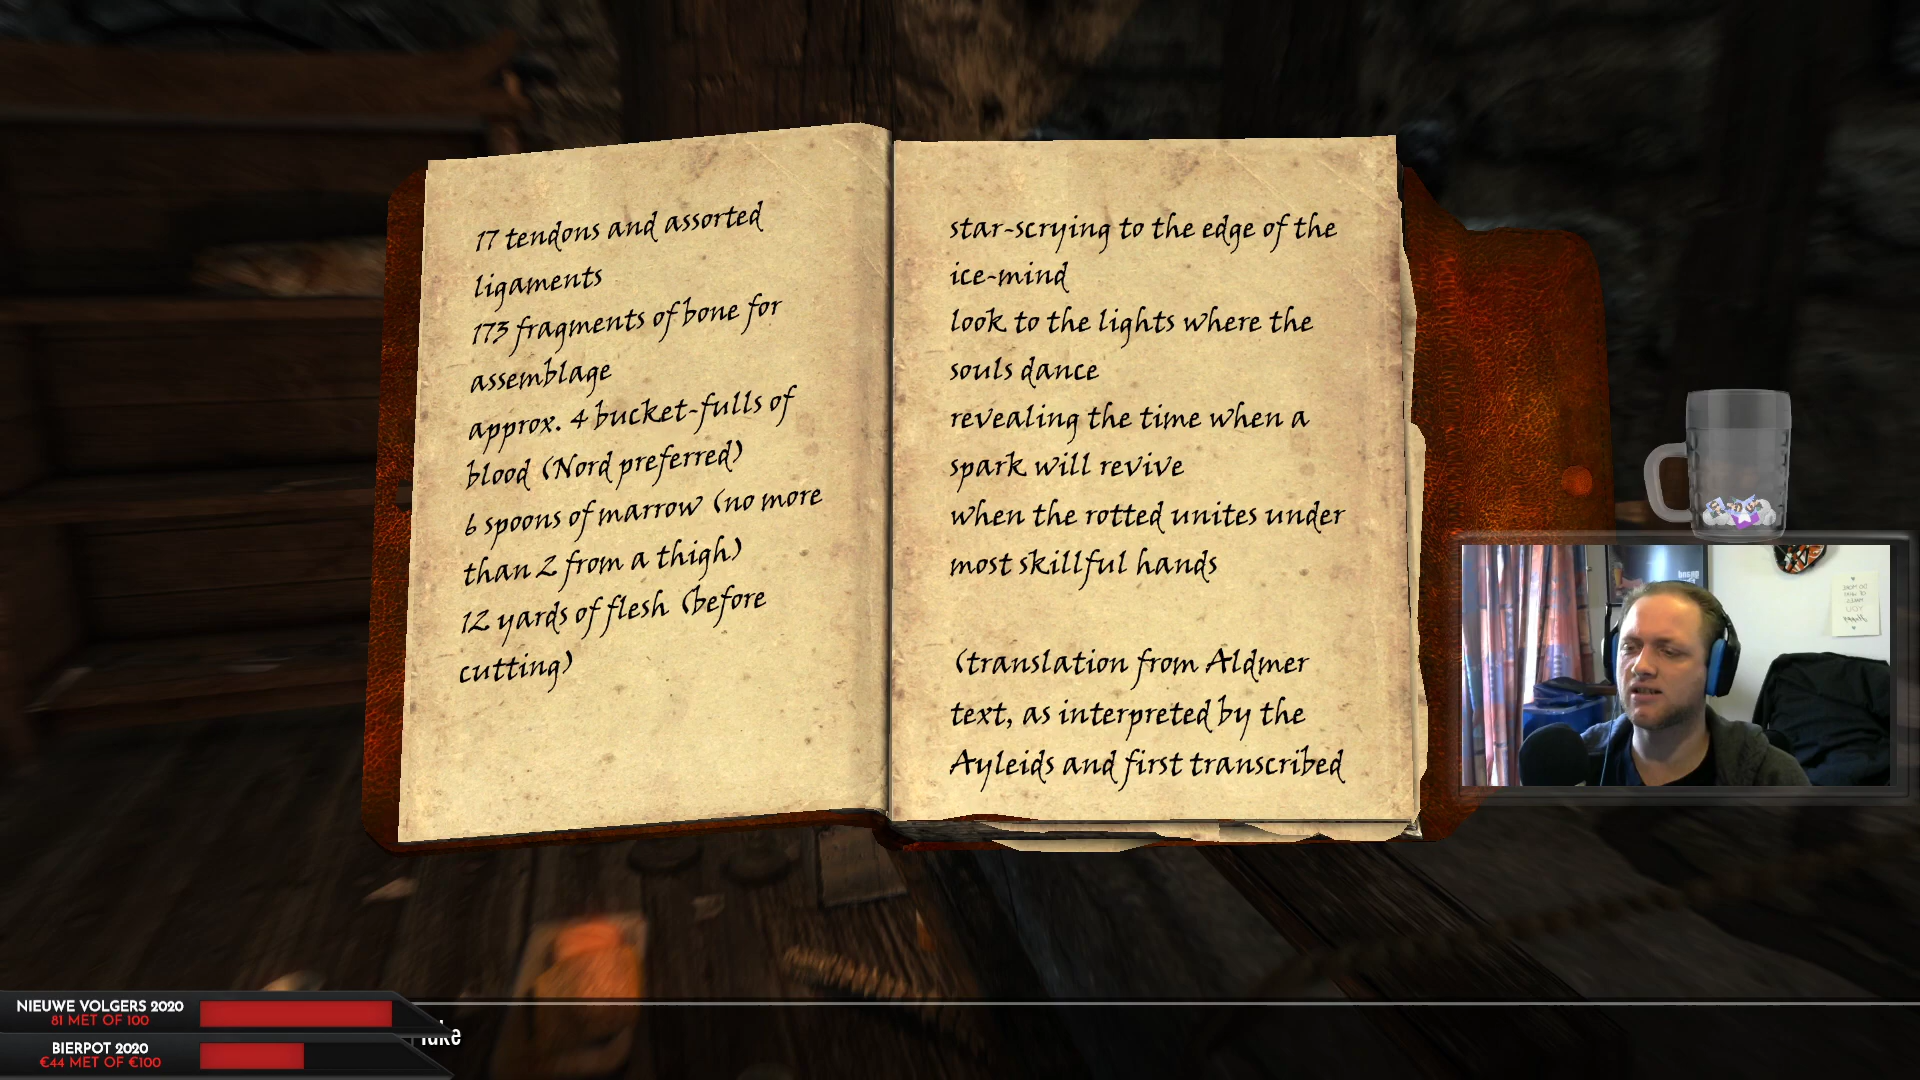 17 tendons and assorted
ligaments
173 fragments of bone for
assemblage
approx. 4 bucket-fulls of
blood (Nord preferred)
6 spoons of marrow (no more
than 2 from a thigh)
12 yards of flesh (before
cutting)
star-scrying to the edge of the
ice-mind
look to the lights where the
souls dance
revealing the time when a
spark will revive
when the rotted unites under
most skillful hands
(translation from Aldmer
text, as interpreted by the
Ayleids and first transcribed
NIEUWE VOLGERS 2020
81 MET OF 100
BIERPOT 2020
€44 MET OF €100